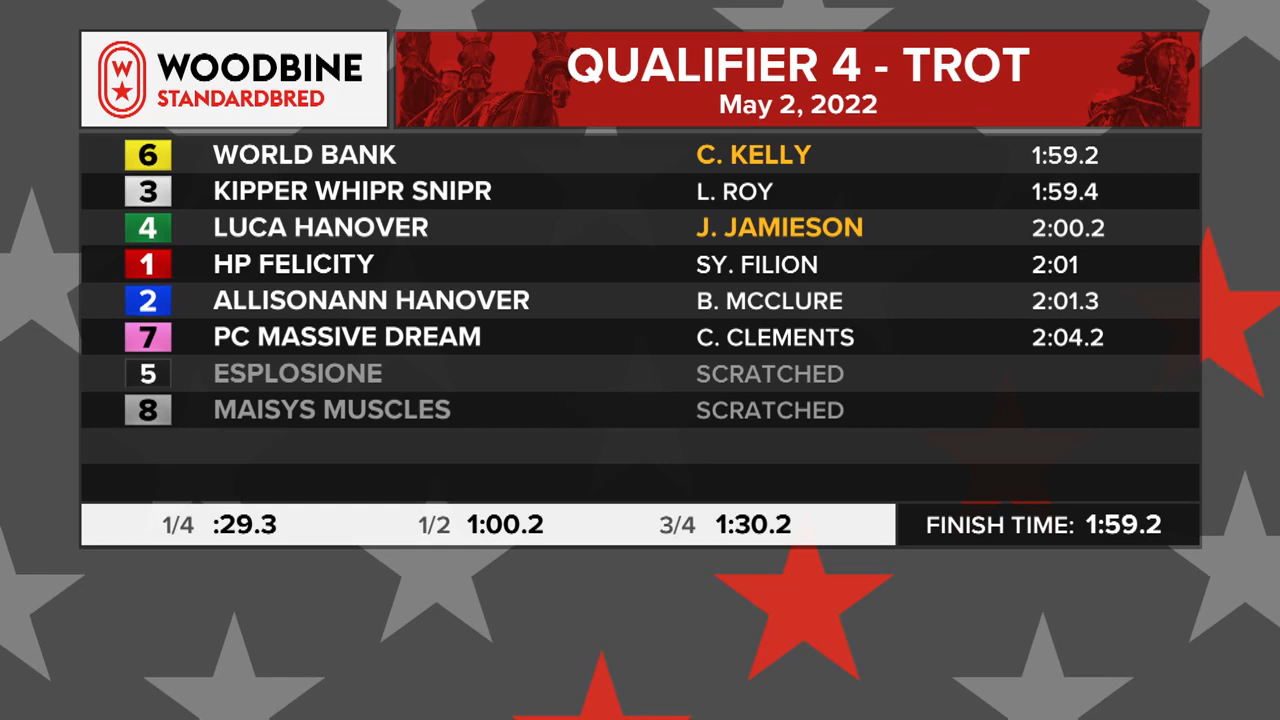 W
WOODBINE
STANDARDBRED
QUALIFIER 4 - TROT
May 2, 2022
6 WORLD BANK C. KELLY 1:59.2
3 KIPPER WHIPR SNIPR L. ROY 1:59.4
4 LUCA HANOVER J. JAMIESON 2:00.2
1 HP FELICITY SY. FILION 2:01
2 ALLISONANN HANOVER B. MCCLURE 2:01.3
7 PC MASSIVE DREAM C. CLEMENTS 2:04.2
5 ESPLOSIONE SCRATCHED
8 MAISYS MUSCLES SCRATCHED
1/4 :29.3 1/2 1:00.2 3/4 1:30.2 FINISH TIME: 1:59.2